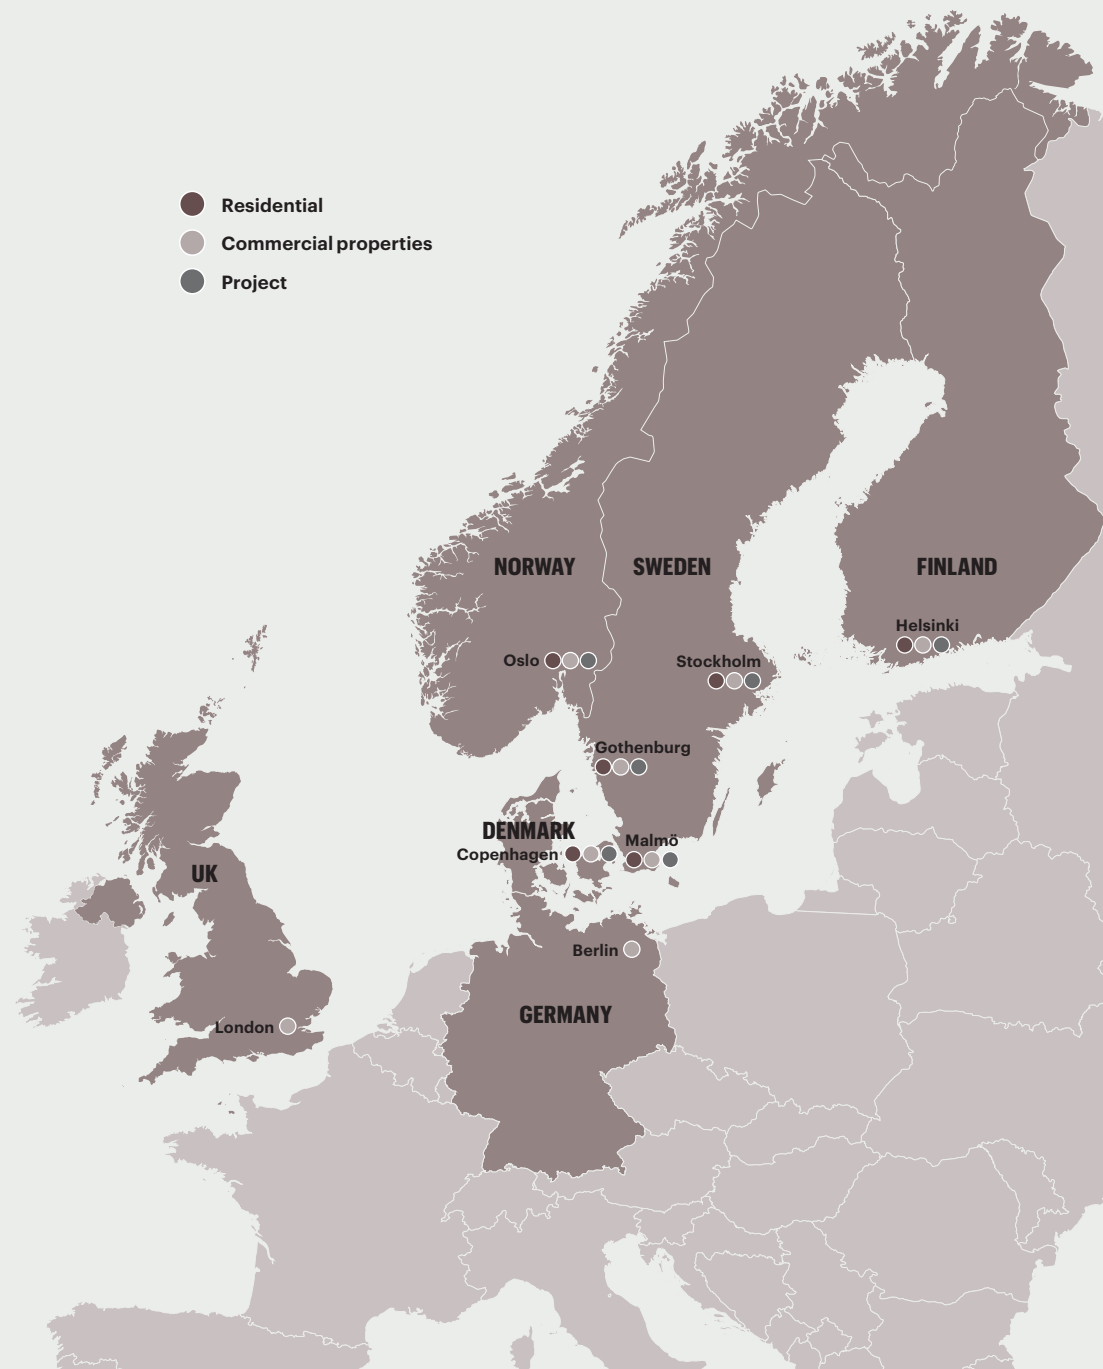 Residential
Commercial properties
Project
NORWAY
SWEDEN
FINLAND
Helsinki
Oslo
Stockholm
Gothenburg
DENMARK
Malmö
Copenhagen
UK
Berlin
GERMANY
London